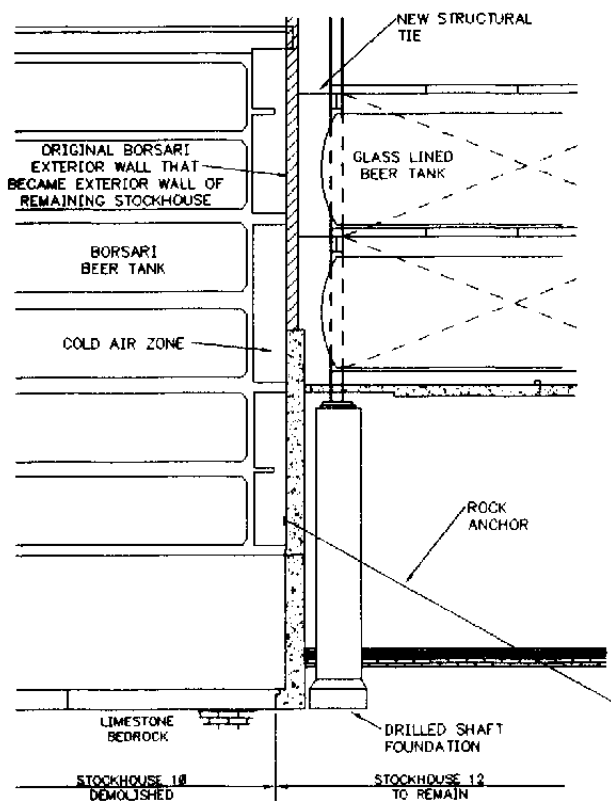 NEW STRUCTURAL
TIE
ORIGINAL BORSARI
EXTERIOR WALL THAT
BECAME EXTERIOR WALL OF
REMAINING STOCKHOUSE
GLASS LINED
BEER TANK
BORSARI
BEER TANK
COLD AIR ZONE
ROCK
ANCHOR
LIMESTONE
BEDROCK
DRILLED SHAFT
FOUNDATION
STOCKHOUSE 10
DEMOLISHED
STOCKHOUSE 12
TO REMAIN